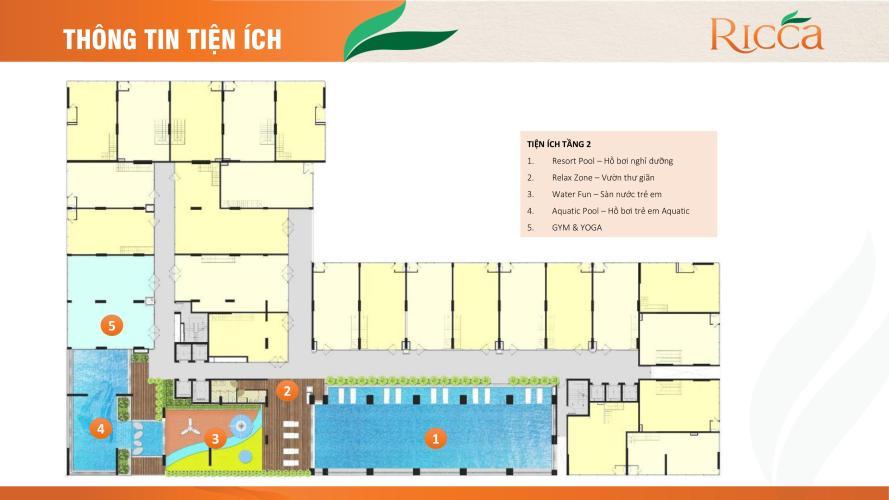 THÔNG TIN TIỆN ÍCH
RICCA
TIỆN ÍCH TẦNG 2
1. Resort Pool – Hồ bơi nghỉ dưỡng
2. Relax Zone – Vườn thư giãn
3. Water Fun – Sàn nước trẻ em
4. Aquatic Pool – Hồ bơi trẻ em Aquatic
5. GYM & YOGA
5
2
4
3
1